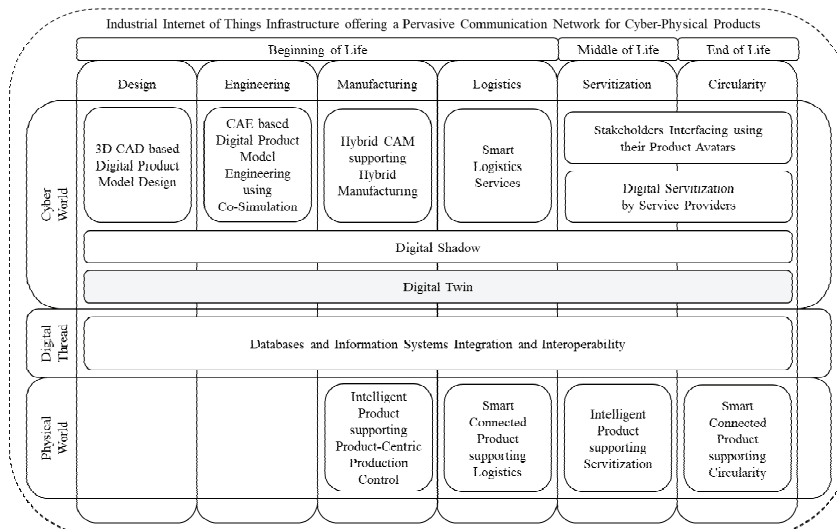 Industrial Internet of Things Infrastructure offering a Pervasive Communication Network for Cyber-Physical Products
Beginning of Life
Middle of Life
End of Life
Design
Engineering
Manufacturing
Logistics
Servitization
Circularity
Cyber
World
3D CAD based
Digital Product
Model Design
CAE based
Digital Product
Model
Engineering
using
Co-Simulation
Hybrid CAM
supporting
Hybrid
Manufacturing
Smart
Logistics
Services
Stakeholders Interfacing using
their Product Avatars
Digital Servitization
by Service Providers
Digital Shadow
Digital Twin
Digital
Thread
Databases and Information Systems Integration and Interoperability
Physical
World
Intelligent
Product
supporting
Product-Centric
Production
Control
Smart
Connected
Product
supporting
Logistics
Intelligent
Product
supporting
Servitization
Smart
Connected
Product
supporting
Circularity